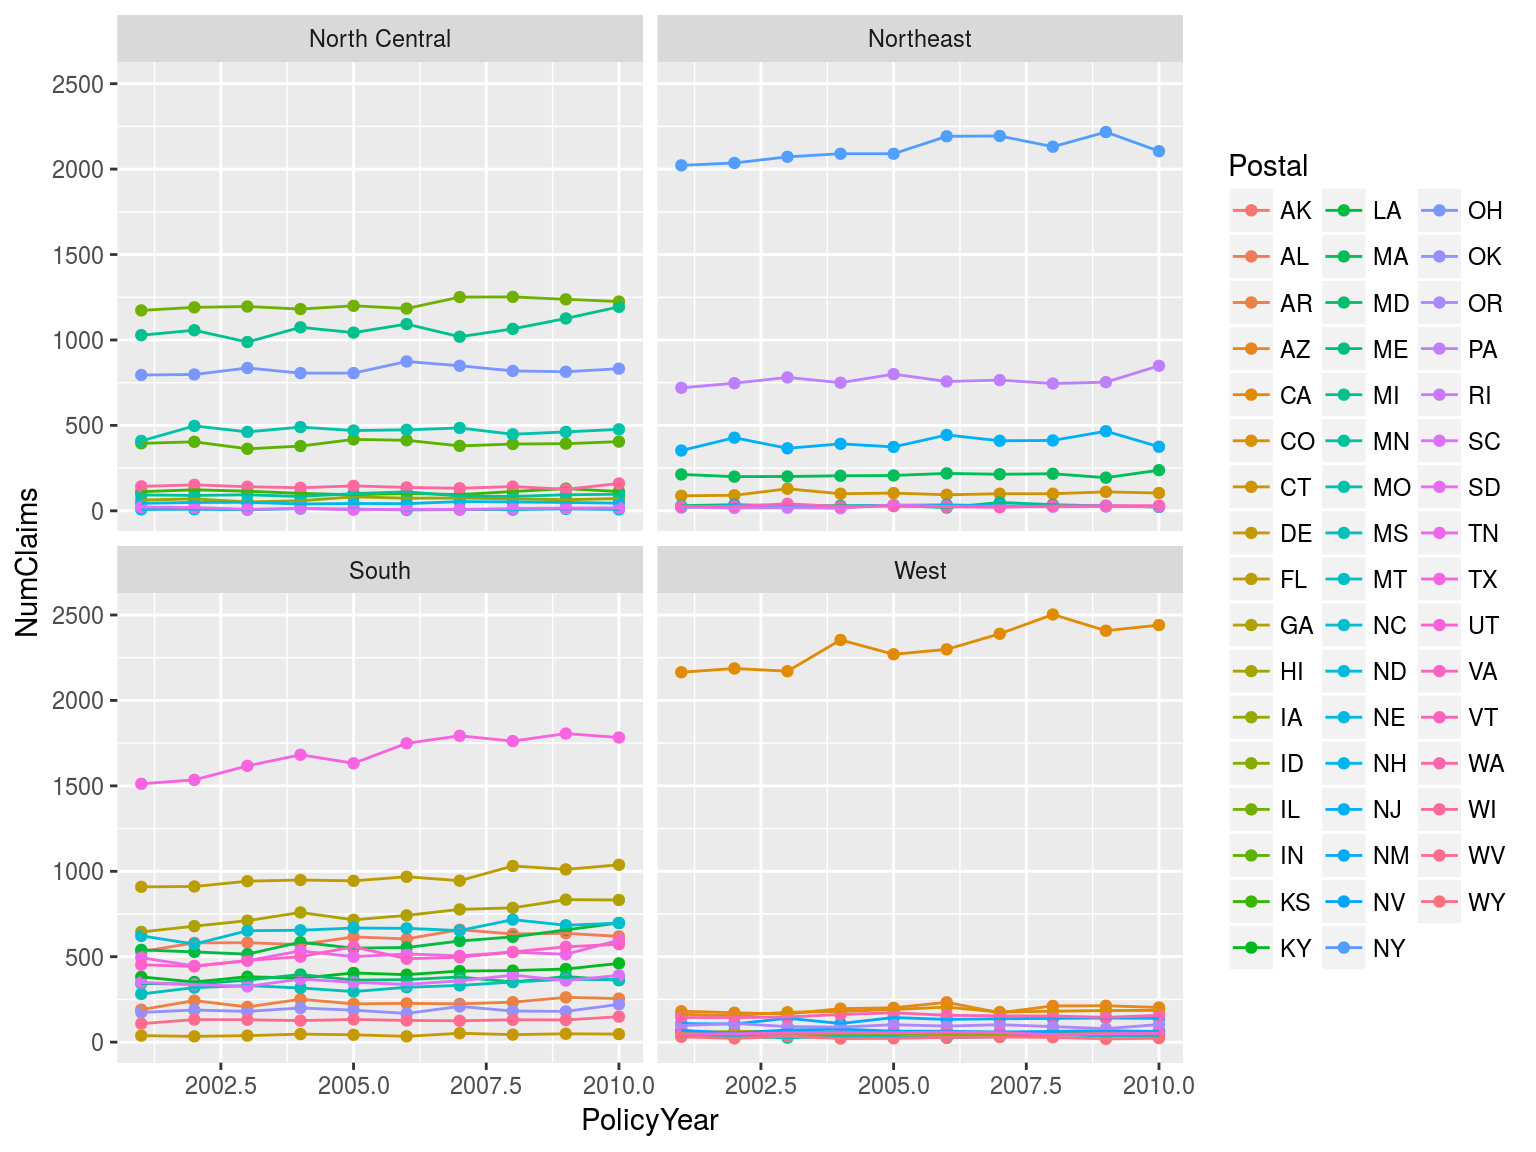 North Central
Northeast
2500
2000
1500
1000
500
0
South
West
2500
2000
1500
1000
500
0
2002.5
2005.0
2007.5
2010.0
2002.5
2005.0
2007.5
2010.0
PolicyYear
NumClaims
Postal
AK
AL
AR
AZ
CA
CO
CT
DE
FL
GA
HI
IA
ID
IL
IN
KS
KY
LA
MA
MD
ME
MI
MN
MO
MS
MT
NC
ND
NE
NH
NJ
NM
NV
NY
OH
OK
OR
PA
RI
SC
SD
TN
TX
UT
VA
VT
WA
WI
WV
WY